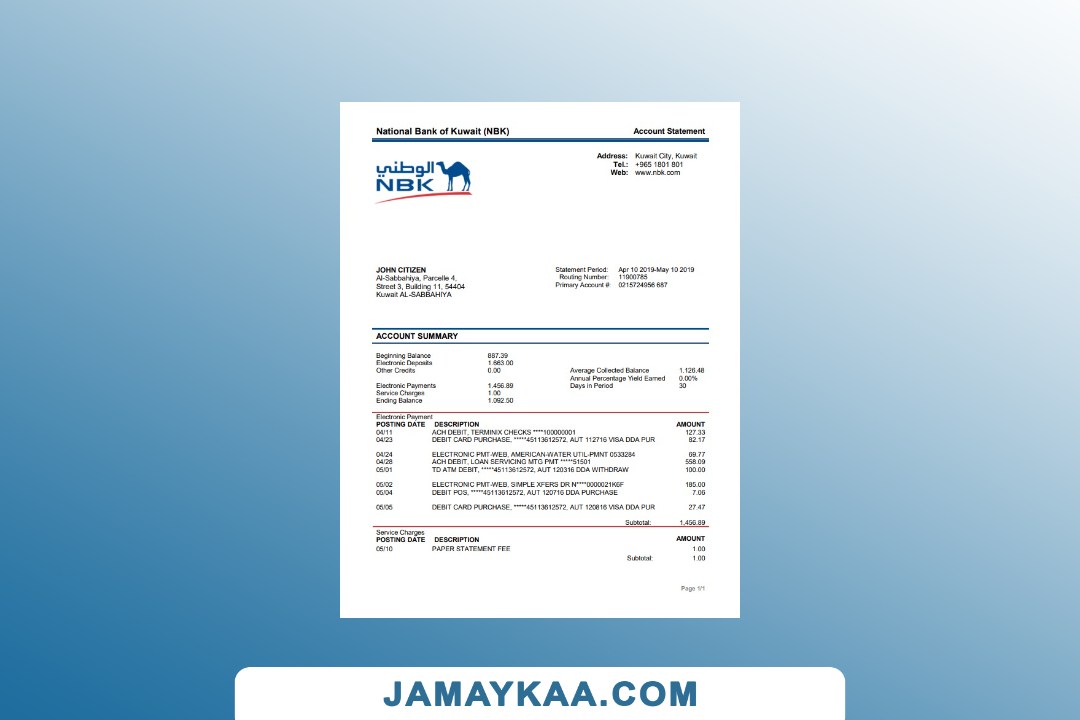 National Bank of Kuwait (NBK) Account Statement
الوطني
NBK
Address: Kuwait City, Kuwait
Tel.: +965 1801 801
Web: www.nbk.com
JOHN CITIZEN
Al-Sabbahiya, Parcelle 4,
Street 3, Building 11, 54404
Kuwait AL-SABBAHIYA
Statement Period: Apr 10 2019-May 10 2019
Routing Number: 11900785
Primary Account #: 0215724956 687
ACCOUNT SUMMARY
Beginning Balance 887.39
Electronic Deposits 1.663.00
Other Credits 0.00 Average Collected Balance 1,126.48
Annual Percentage Yield Earned 0.00%
Electronic Payments 1.456.89 Days in Period 30
Service Charges 1.00
Ending Balance 1.092.50
Electronic Payment
POSTING DATE DESCRIPTION AMOUNT
04/11 ACH DEBIT, TERMINIX CHECKS ****100000001 127.33
04/23 DEBIT CARD PURCHASE, *****45113612572, AUT 112716 VISA DDA PUR 82.17
04/24 ELECTRONIC PMT-WEB, AMERICAN-WATER UTIL-PMNT 0533284 69.77
04/28 ACH DEBIT, LOAN SERVICING MTG PMT *****51501 558.09
05/01 TD ATM DEBIT, *****45113612572, AUT 120316 DDA WITHDRAW 100.00
05/02 ELECTRONIC PMT-WEB, SIMPLE XFERS DR N****0000021K6F 185.00
05/04 DEBIT POS, *****45113612572, AUT 120716 DDA PURCHASE 7.06
05/05 DEBIT CARD PURCHASE, *****45113612572, AUT 120816 VISA DDA PUR 27.47
Subtotal: 1,456.89
Service Charges
POSTING DATE DESCRIPTION AMOUNT
05/10 PAPER STATEMENT FEE 1.00
Subtotal: 1.00
Page 1/1
JAMAYKAA.COM